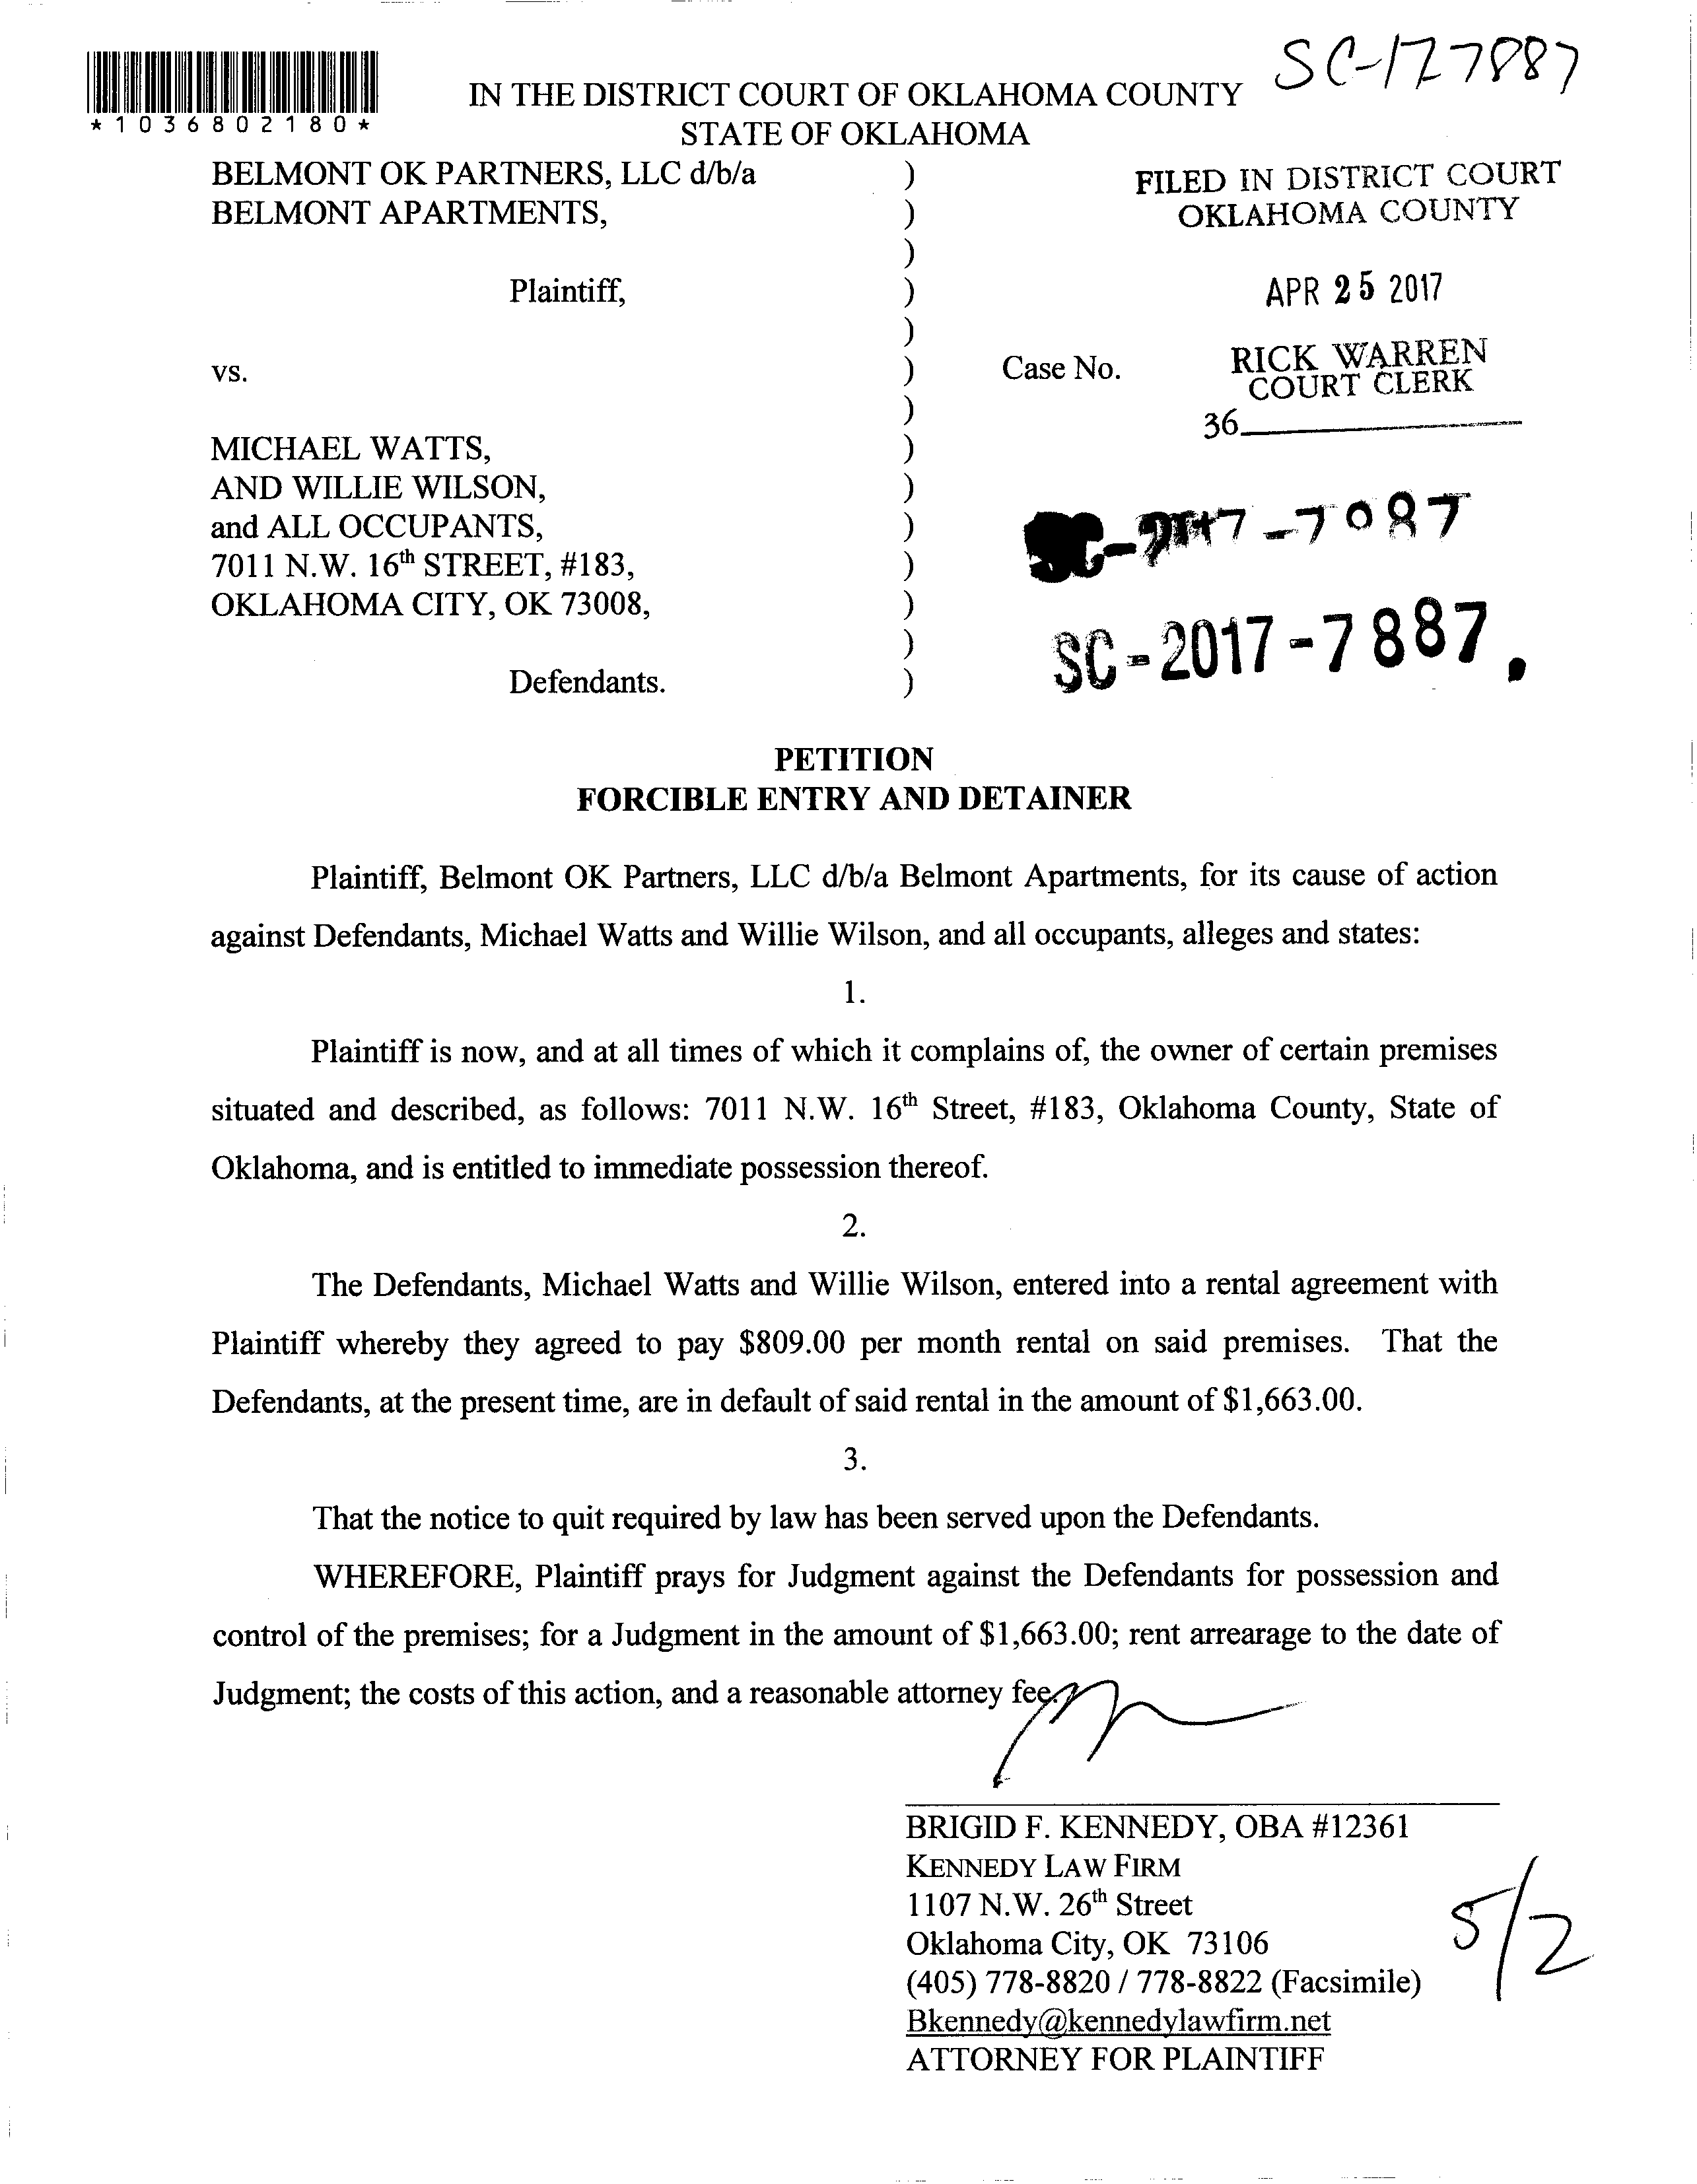 SC-177887
*1036802180*
IN THE DISTRICT COURT OF OKLAHOMA COUNTY
STATE OF OKLAHOMA
BELMONT OK PARTNERS, LLC d/b/a )
BELMONT APARTMENTS, )
)
Plaintiff, )
)
vs. ) Case No.
)
MICHAEL WATTS, )
AND WILLIE WILSON, )
and ALL OCCUPANTS, )
7011 N.W. 16th STREET, #183, )
OKLAHOMA CITY, OK 73008, )
)
Defendants. )
FILED IN DISTRICT COURT
OKLAHOMA COUNTY
APR 25 2017
RICK WARREN
COURT CLERK
36
SC-2017-7887
PETITION
FORCIBLE ENTRY AND DETAINER
Plaintiff, Belmont OK Partners, LLC d/b/a Belmont Apartments, for its cause of action
against Defendants, Michael Watts and Willie Wilson, and all occupants, alleges and states:
1.
Plaintiff is now, and at all times of which it complains of, the owner of certain premises
situated and described, as follows: 7011 N.W. 16th Street, #183, Oklahoma County, State of
Oklahoma, and is entitled to immediate possession thereof.
2.
The Defendants, Michael Watts and Willie Wilson, entered into a rental agreement with
Plaintiff whereby they agreed to pay $809.00 per month rental on said premises. That the
Defendants, at the present time, are in default of said rental in the amount of $1,663.00.
3.
That the notice to quit required by law has been served upon the Defendants.
WHEREFORE, Plaintiff prays for Judgment against the Defendants for possession and
control of the premises; for a Judgment in the amount of $1,663.00; rent arrearage to the date of
Judgment; the costs of this action, and a reasonable attorney fee.
BRIGID F. KENNEDY, OBA #12361
KENNEDY LAW FIRM
1107 N.W. 26th Street
Oklahoma City, OK 73106
(405) 778-8820 / 778-8822 (Facsimile)
Bkennedy@kennedylawfirm.net
ATTORNEY FOR PLAINTIFF
5/2